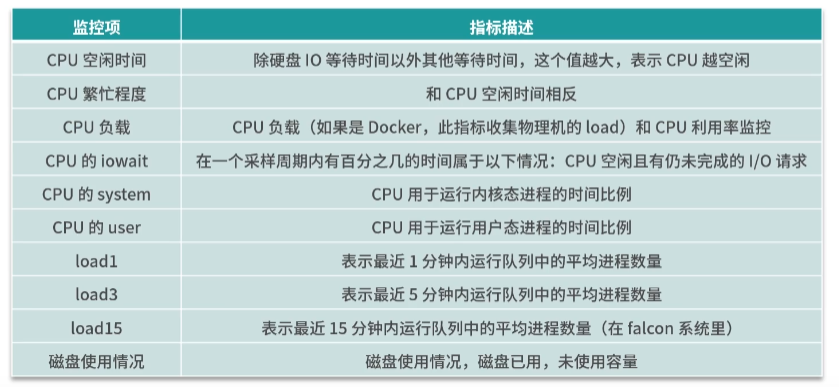 监控项 指标描述
CPU 空闲时间 除硬盘 IO 等待时间以外其他等待时间，这个值越大，表示 CPU 越空闲
CPU 繁忙程度 和 CPU 空闲时间相反
CPU 负载 CPU 负载（如果是 Docker，此指标收集物理机的 load）和 CPU 利用率监控
CPU 的 iowait 在一个采样周期内有百分之几的时间属于以下情况：CPU 空闲且有仍未完成的 I/O 请求
CPU 的 system CPU 用于运行内核态进程的时间比例
CPU 的 user CPU 用于运行用户态进程的时间比例
load1 表示最近 1 分钟内运行队列中的平均进程数量
load3 表示最近 5 分钟内运行队列中的平均进程数量
load15 表示最近 15 分钟内运行队列中的平均进程数量（在 falcon 系统里）
磁盘使用情况 磁盘使用情况，磁盘已用，未使用容量